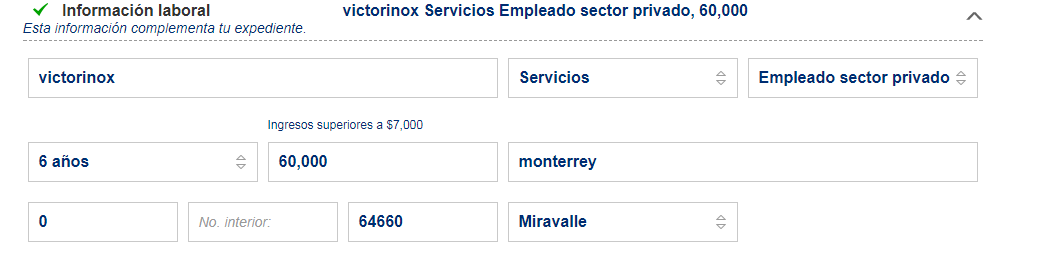 Información laboral victorinox Servicios Empleado sector privado, 60,000
Esta información complementa tu expediente.
victorinox Servicios Empleado sector privado
Ingresos superiores a $7,000
6 años 60,000 monterrey
0 No. interior: 64660 Miravalle